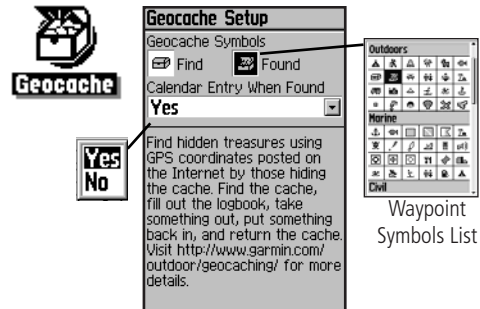 Geocache
Geocache Setup
Geocache Symbols
Find
Found
Calendar Entry When Found
Yes
Yes
No
Find hidden treasures using
GPS coordinates posted on
the Internet by those hiding
the cache. Find the cache,
fill out the logbook, take
something out, put something
back in, and return the cache.
Visit http://www.garmin.com/
outdoor/geocaching/ for more
details.
Outdoors
Marine
Civil
Waypoint
Symbols List